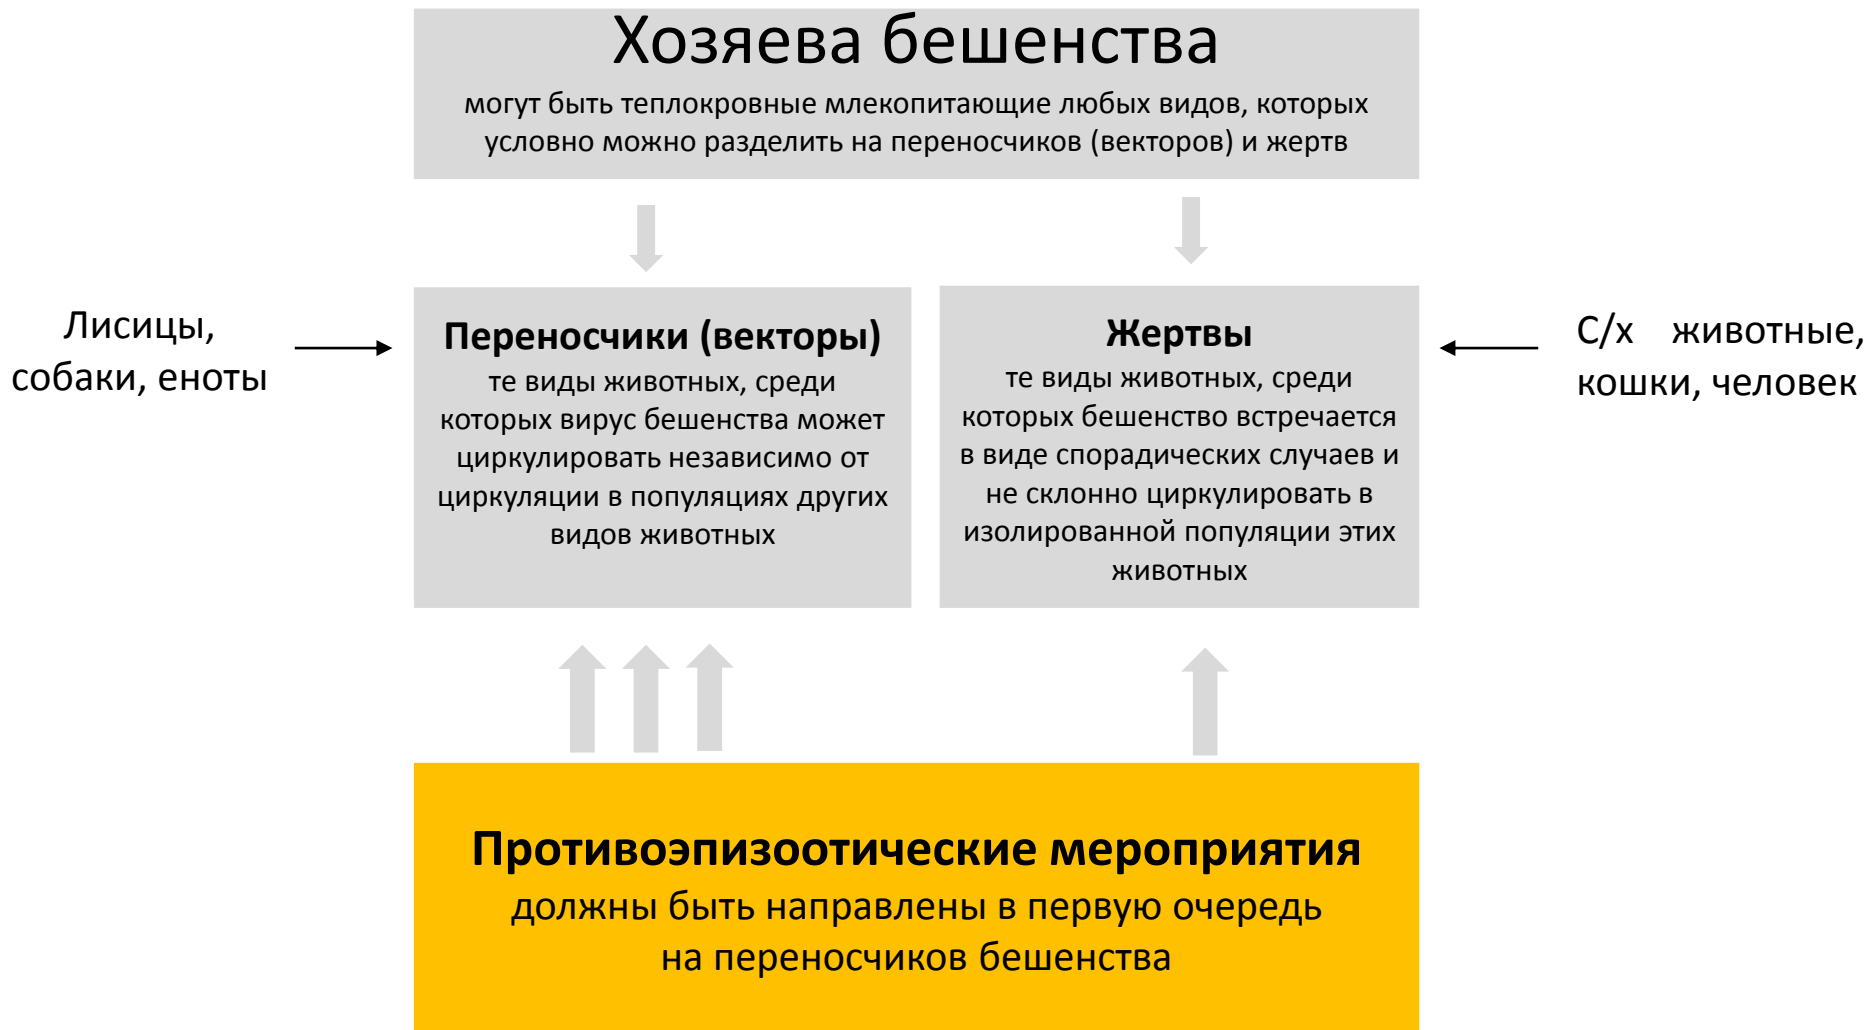 Хозяева бешенства
могут быть теплокровные млекопитающие любых видов, которых
условно можно разделить на переносчиков (векторов) и жертв
Лисицы,
собаки, еноты
Переносчики (векторы)
те виды животных, среди
которых вирус бешенства может
циркулировать независимо от
циркуляции в популяциях других
видов животных
Жертвы
те виды животных, среди
которых бешенство встречается
в виде спорадических случаев и
не склонно циркулировать в
изолированной популяции этих
животных
С/х животные,
кошки, человек
Противоэпизоотические мероприятия
должны быть направлены в первую очередь
на переносчиков бешенства